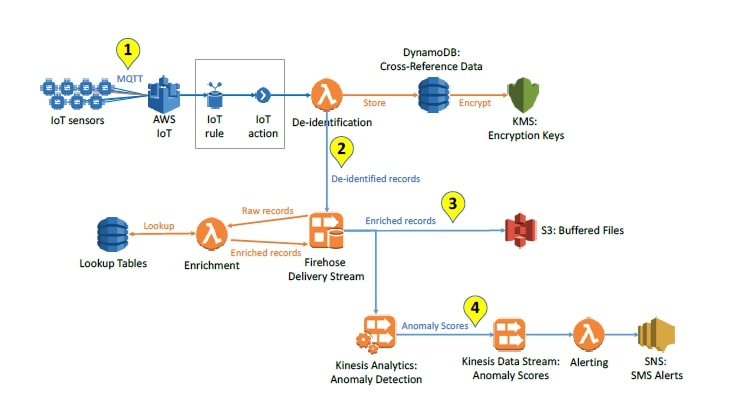 1
MQTT
IoT sensors
AWS
IoT
IoT
rule
IoT
action
De-identification
Store
DynamoDB:
Cross-Reference Data
Encrypt
KMS:
Encryption Keys
2
De-identified records
Lookup Tables
Lookup
Enrichment
Raw records
Enriched records
Firehose
Delivery Stream
Enriched records
3
S3: Buffered Files
Kinesis Analytics:
Anomaly Detection
Anomaly Scores
4
Kinesis Data Stream:
Anomaly Scores
Alerting
SNS:
SMS Alerts